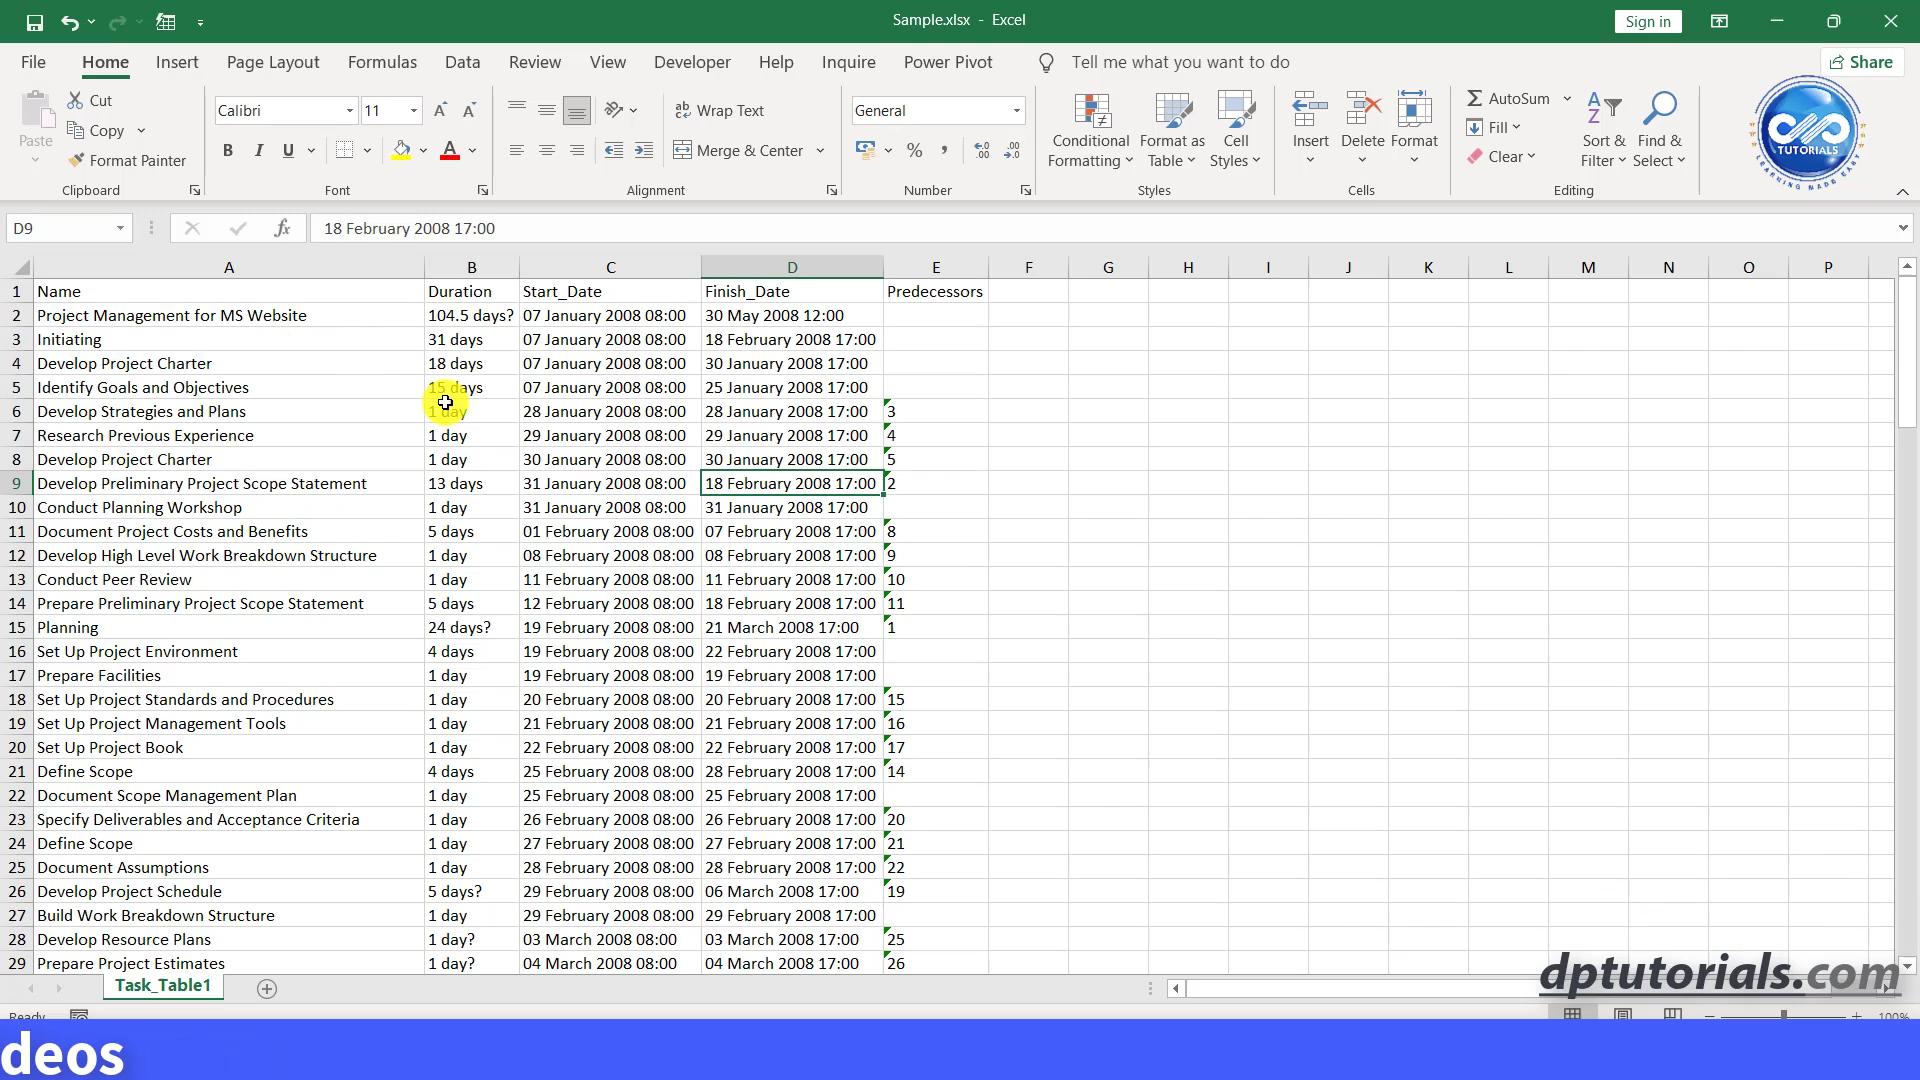 Sample.xlsx - Excel
Sign in
File Home Insert Page Layout Formulas Data Review View Developer Help Inquire Power Pivot Tell me what you want to do Share
Paste
Cut
Copy
Format Painter
Clipboard
Calibri 11
B I U A
Font
Wrap Text
Merge & Center
Alignment
General
Number
Conditional Formatting
Format as Table
Cell Styles
Styles
Insert Delete Format
Cells
AutoSum
Fill
Clear
Sort & Filter
Find & Select
Editing
TUTORIALS
LEARNING MADE EASY
D9 fx 18 February 2008 17:00
A B C D E F G H I J K L M N O P
1 Name Duration Start_Date Finish_Date Predecessors
2 Project Management for MS Website 104.5 days? 07 January 2008 08:00 30 May 2008 12:00
3 Initiating 31 days 07 January 2008 08:00 18 February 2008 17:00
4 Develop Project Charter 18 days 07 January 2008 08:00 30 January 2008 17:00
5 Identify Goals and Objectives 15 days 07 January 2008 08:00 25 January 2008 17:00
6 Develop Strategies and Plans 1 day 28 January 2008 08:00 28 January 2008 17:00 3
7 Research Previous Experience 1 day 29 January 2008 08:00 29 January 2008 17:00 4
8 Develop Project Charter 1 day 30 January 2008 08:00 30 January 2008 17:00 5
9 Develop Preliminary Project Scope Statement 13 days 31 January 2008 08:00 18 February 2008 17:00 2
10 Conduct Planning Workshop 1 day 31 January 2008 08:00 31 January 2008 17:00
11 Document Project Costs and Benefits 5 days 01 February 2008 08:00 07 February 2008 17:00 8
12 Develop High Level Work Breakdown Structure 1 day 08 February 2008 08:00 08 February 2008 17:00 9
13 Conduct Peer Review 1 day 11 February 2008 08:00 11 February 2008 17:00 10
14 Prepare Preliminary Project Scope Statement 5 days 12 February 2008 08:00 18 February 2008 17:00 11
15 Planning 24 days? 19 February 2008 08:00 21 March 2008 17:00 1
16 Set Up Project Environment 4 days 19 February 2008 08:00 22 February 2008 17:00
17 Prepare Facilities 1 day 19 February 2008 08:00 19 February 2008 17:00
18 Set Up Project Standards and Procedures 1 day 20 February 2008 08:00 20 February 2008 17:00 15
19 Set Up Project Management Tools 1 day 21 February 2008 08:00 21 February 2008 17:00 16
20 Set Up Project Book 1 day 22 February 2008 08:00 22 February 2008 17:00 17
21 Define Scope 4 days 25 February 2008 08:00 28 February 2008 17:00 14
22 Document Scope Management Plan 1 day 25 February 2008 08:00 25 February 2008 17:00
23 Specify Deliverables and Acceptance Criteria 1 day 26 February 2008 08:00 26 February 2008 17:00 20
24 Define Scope 1 day 27 February 2008 08:00 27 February 2008 17:00 21
25 Document Assumptions 1 day 28 February 2008 08:00 28 February 2008 17:00 22
26 Develop Project Schedule 5 days? 29 February 2008 08:00 06 March 2008 17:00 19
27 Build Work Breakdown Structure 1 day 29 February 2008 08:00 29 February 2008 17:00
28 Develop Resource Plans 1 day? 03 March 2008 08:00 03 March 2008 17:00 25
29 Prepare Project Estimates 1 day? 04 March 2008 08:00 04 March 2008 17:00 26
dptutorials.com
Task_Table1
Ready 100%
deos